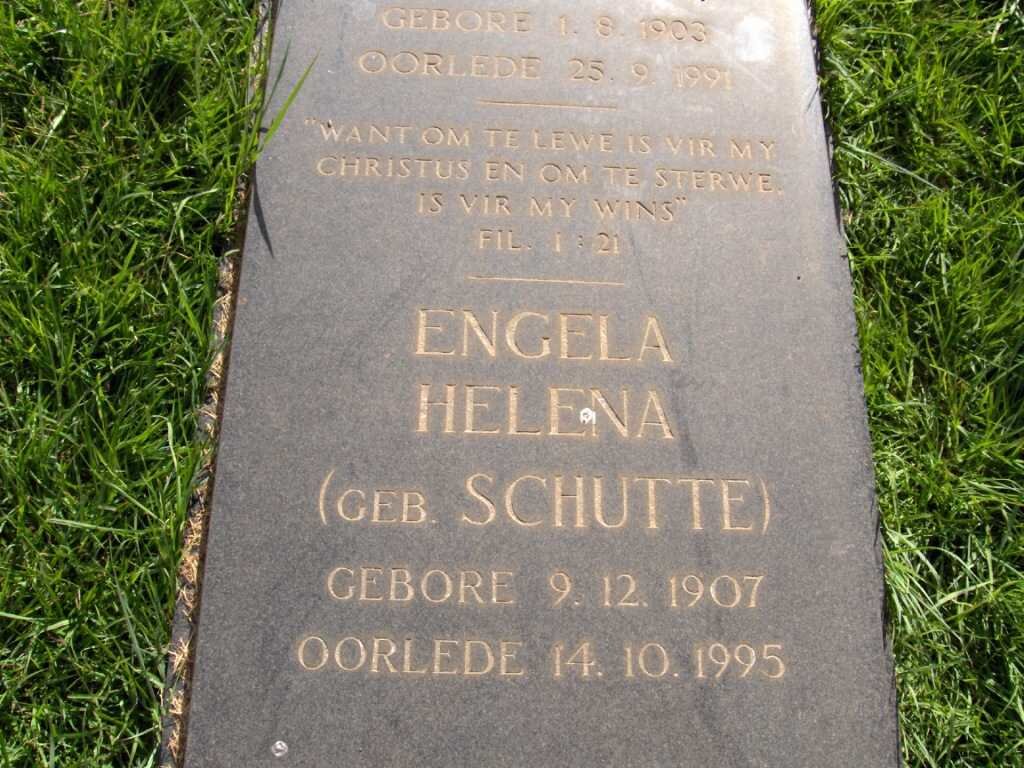 GEBORE 1. 8. 1903
OORLEDE 25. 9. 1991
"WANT OM TE LEWE IS VIR MY
CHRISTUS EN OM TE STERWE,
IS VIR MY WINS"
FIL. 1 : 21
ENGELA
HELENA
(GEB. SCHUTTE)
GEBORE 9. 12. 1907
OORLEDE 14. 10. 1995